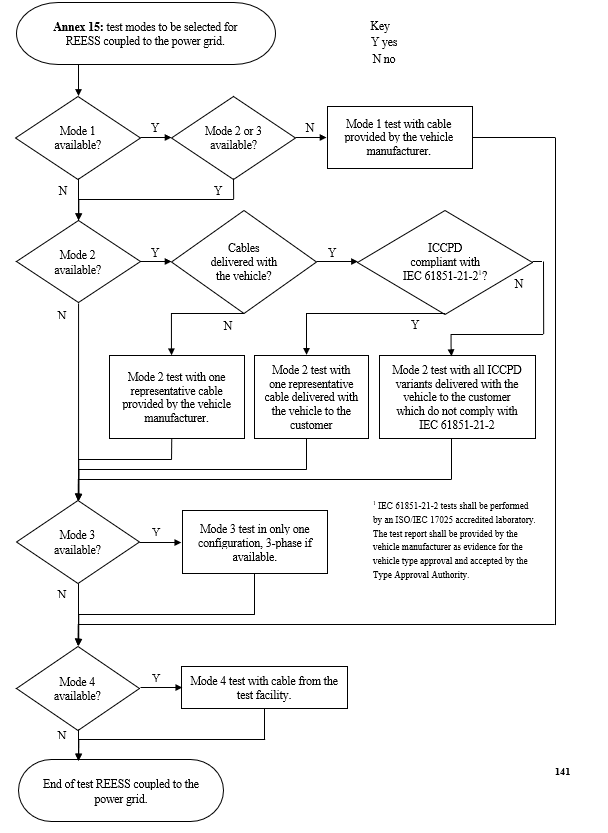 Annex 15: test modes to be selected for
REESS coupled to the power grid.
Key
Y yes
N no
Mode 1
available?
Y
Mode 2 or 3
available?
N
Mode 1 test with cable
provided by the vehicle
manufacturer.
N
Y
Mode 2
available?
Y
Cables
delivered with
the vehicle?
Y
ICCPD
compliant with
IEC 61851-21-2¹?
N
N
N
Y
Mode 2 test with one
representative cable
provided by the vehicle
manufacturer.
Mode 2 test with
one representative
cable delivered with
the vehicle to the
customer
Mode 2 test with all ICCPD
variants delivered with the
vehicle to the customer
which do not comply with
IEC 61851-21-2
Mode 3
available?
Y
Mode 3 test in only one
configuration, 3-phase if
available.
¹ IEC 61851-21-2 tests shall be performed
by an ISO/IEC 17025 accredited laboratory.
The test report shall be provided by the
vehicle manufacturer as evidence for the
vehicle type approval and accepted by the
Type Approval Authority.
N
Mode 4
available?
Y
Mode 4 test with cable from the
test facility.
N
End of test REESS coupled to the
power grid.
141